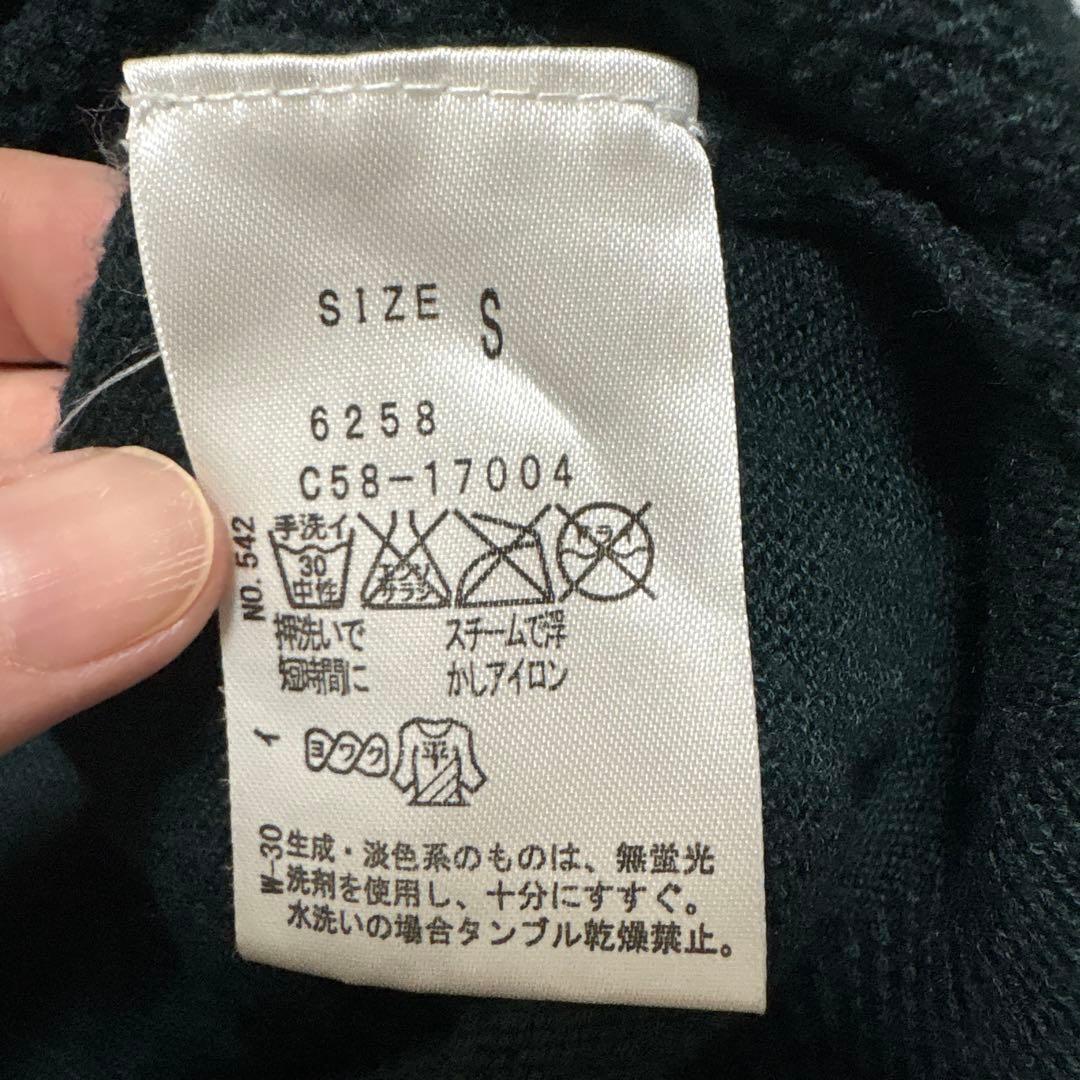 SIZE S
6258
C58-17004
NO.542
手洗イ
30
中性
エンソ
サラシ
ドライ
押洗いで
短時間に
スチームで浮
かしアイロン
イ
ヨワク
平
W-30
生成・淡色系のものは、無蛍光
洗剤を使用し、十分にすすぐ。
水洗いの場合タンブル乾燥禁止。